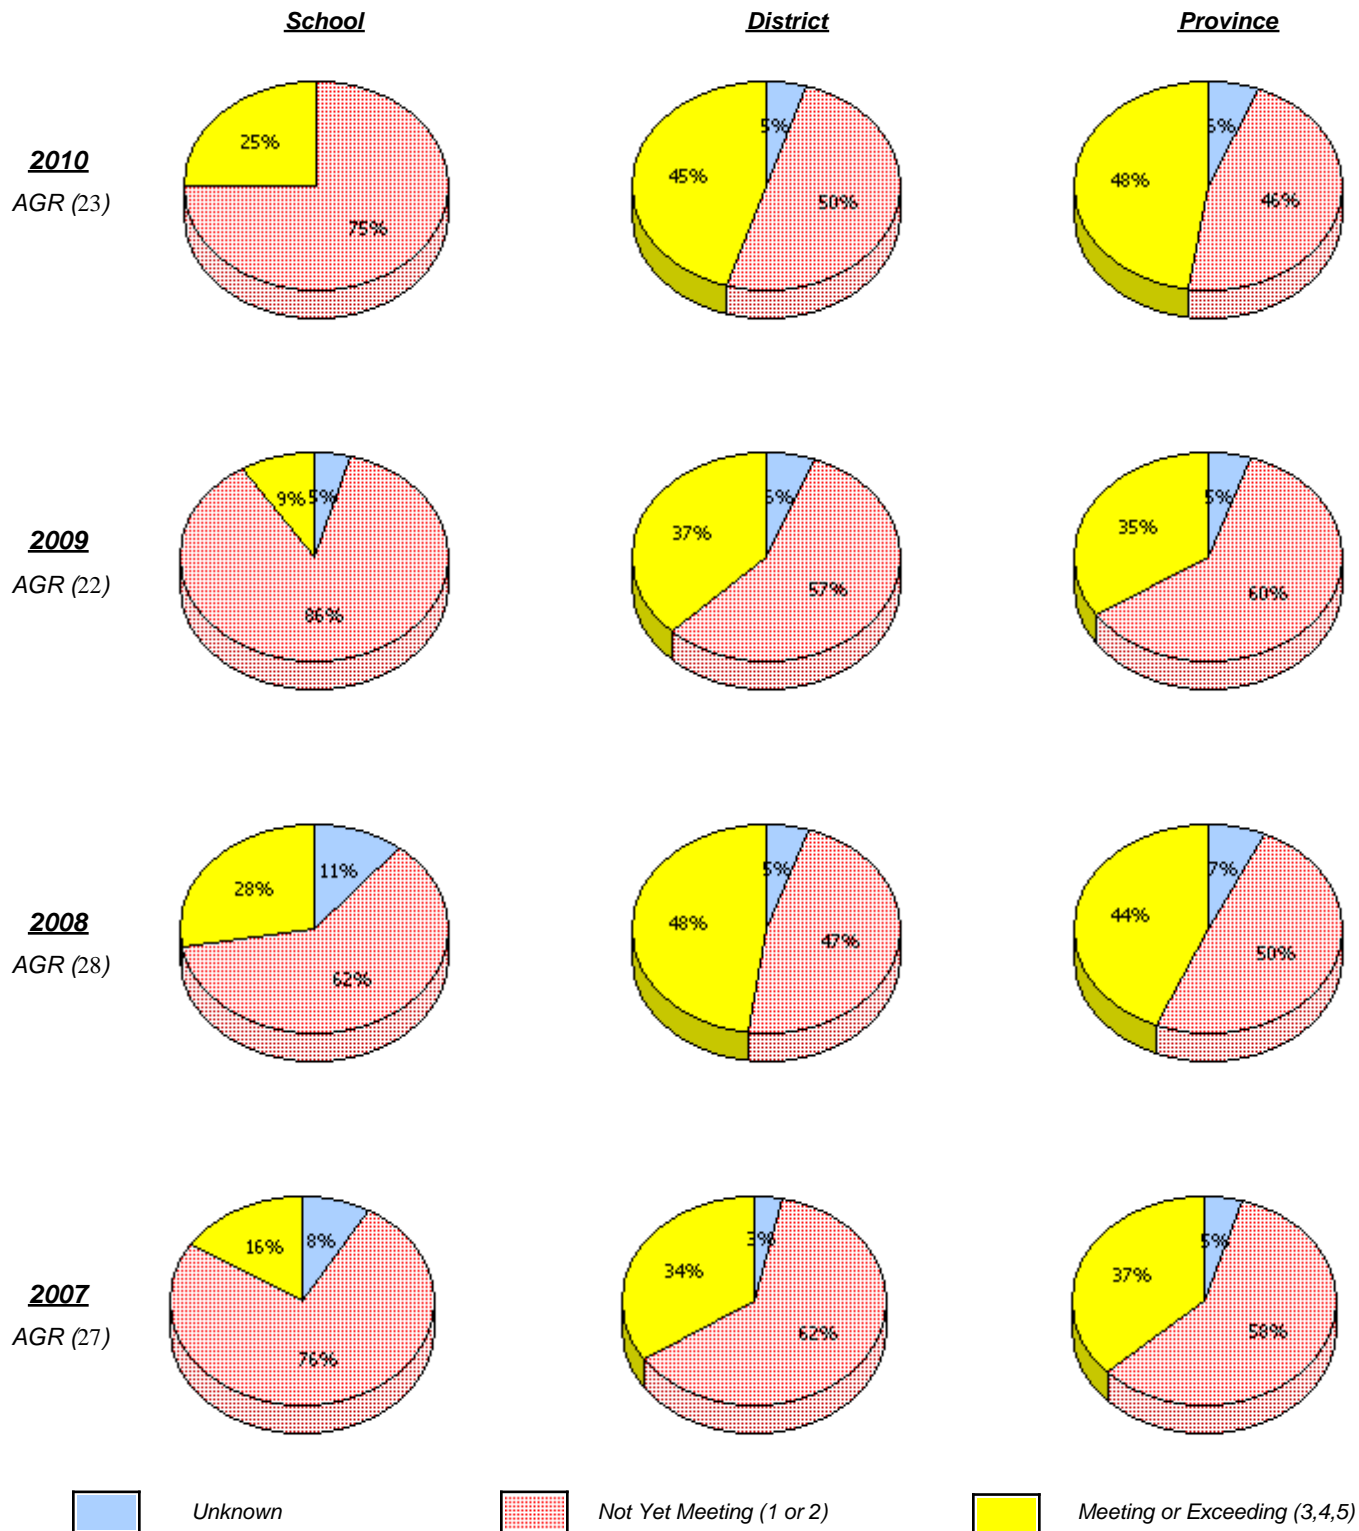 School District Province
25% 5% 45% 50% 6% 48% 46% 75%
2010
AGR (23)
9% 5% 37% 6% 57% 35% 5% 60% 86%
2009
AGR (22)
28% 11% 62% 48% 5% 47% 44% 7% 50%
2008
AGR (28)
16% 8% 76% 34% 3% 62% 37% 5% 58%
2007
AGR (27)
Unknown Not Yet Meeting (1 or 2) Meeting or Exceeding (3,4,5)